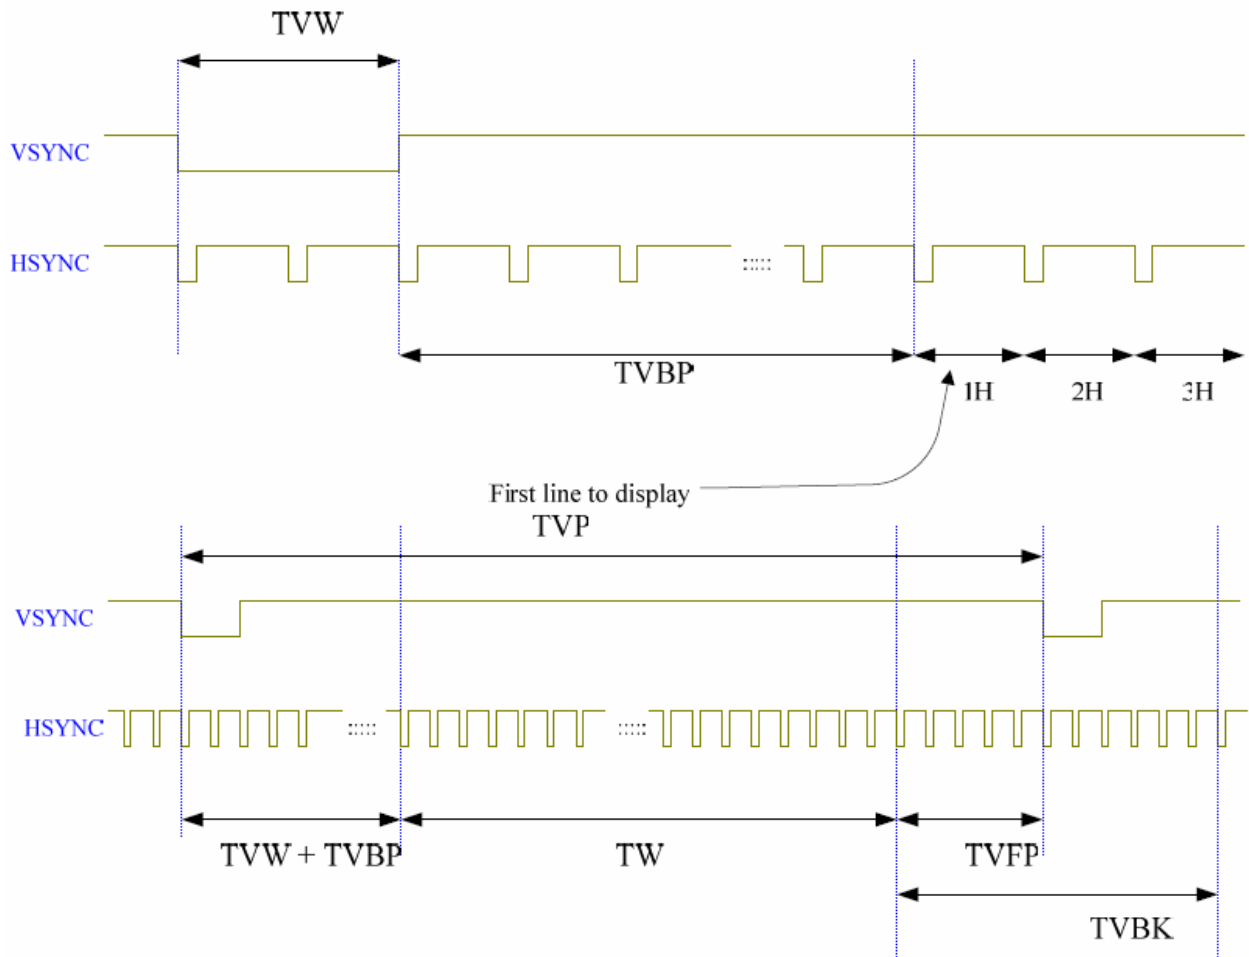 TVW
VSYNC
HSYNC
:::::
TVBP
1H
2H
3H
First line to display
TVP
VSYNC
HSYNC
:::::
:::::
TVW + TVBP
TW
TVFP
TVBK